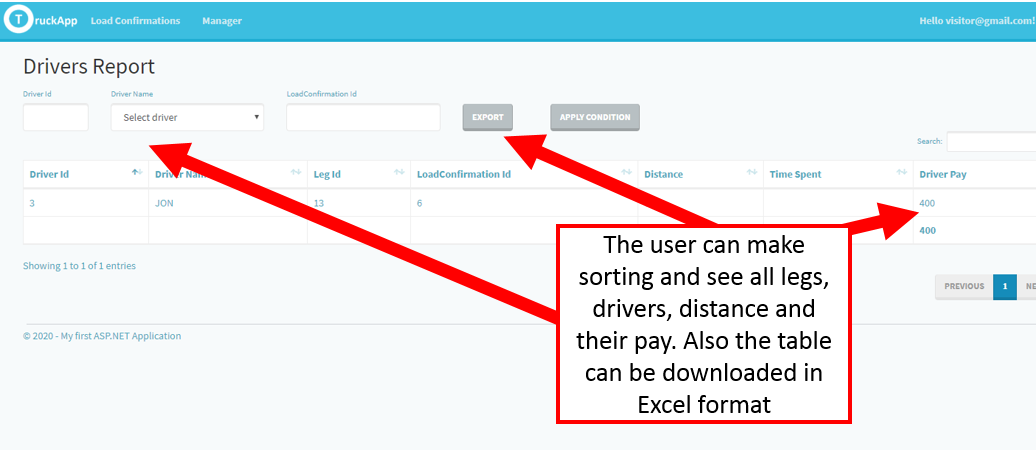 TruckApp Load Confirmations Manager Hello visitor@gmail.com!
Drivers Report
Driver Id Driver Name LoadConfirmation Id
Select driver EXPORT APPLY CONDITION
Search:
Driver Id Driver Name Leg Id LoadConfirmation Id Distance Time Spent Driver Pay
3 JON 13 6 400
400
Showing 1 to 1 of 1 entries
PREVIOUS 1 NE
© 2020 - My first ASP.NET Application
The user can make
sorting and see all legs,
drivers, distance and
their pay. Also the table
can be downloaded in
Excel format